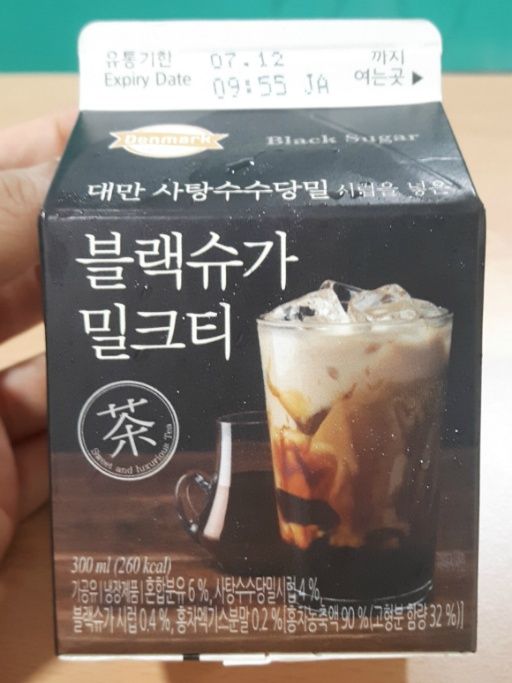 유통기한 07.12 까지
Expiry Date 09:55 JA 여는곳 ▶
Denmark Black Sugar
대만 사탕수수당밀 시럽을 넣은
블랙슈가
밀크티
茶
Sweet and luxurious Tea
300 ml (260 kcal)
가공유 | 냉장제품 | 혼합분유 6 %, 사탕수수당밀시럽 4 %,
블랙슈가 시럽 0.4 %, 홍차엑기스분말 0.2 % [홍차농축액 90 % (고형분 함량 32 %)]